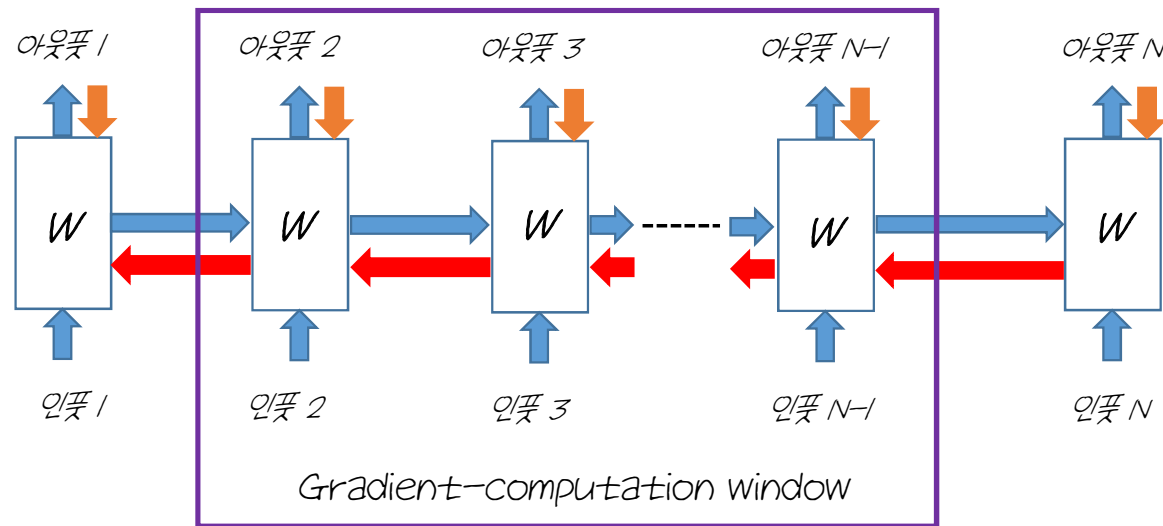 아웃풋 1 아웃풋 2 아웃풋 3 아웃풋 N-1 아웃풋 N
W W W W W
인풋 1 인풋 2 인풋 3 인풋 N-1 인풋 N
Gradient-computation window